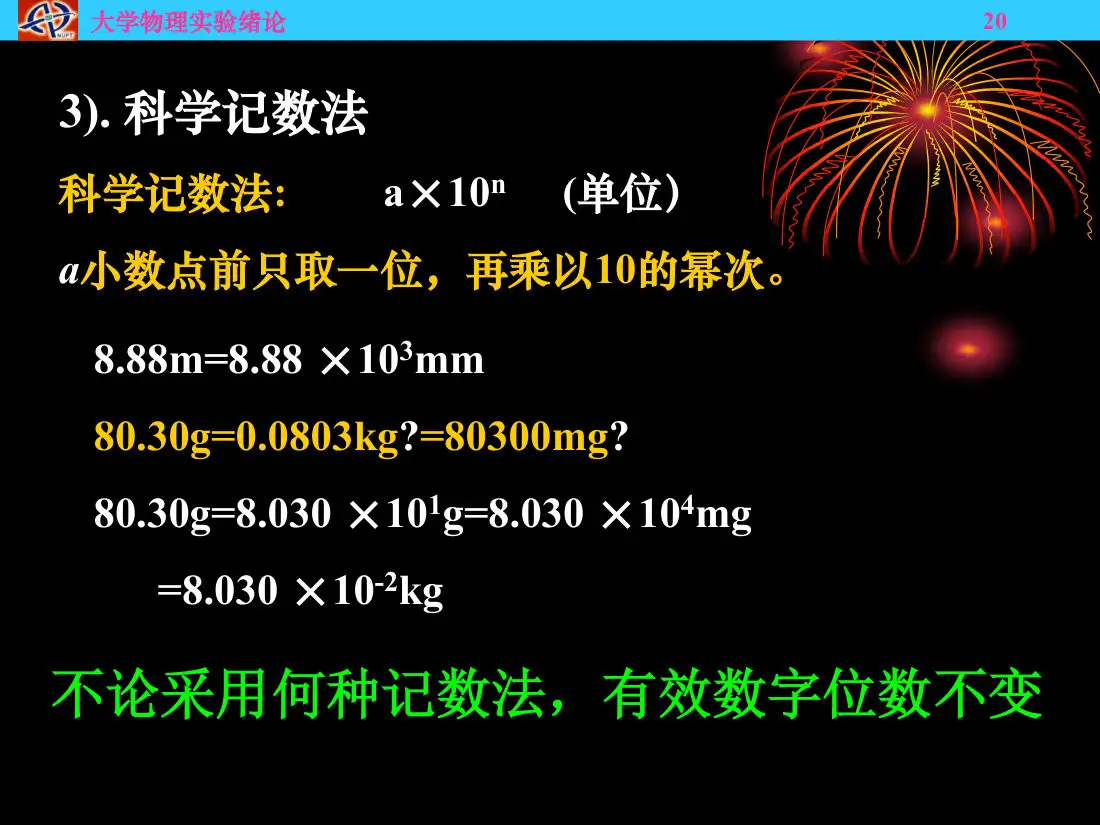 大学物理实验绪论 20
NUPT
3). 科学记数法
科学记数法: a×10ⁿ (单位）
a小数点前只取一位，再乘以10的幂次。
8.88m=8.88 ×10³mm
80.30g=0.0803kg?=80300mg?
80.30g=8.030 ×10¹g=8.030 ×10⁴mg
=8.030 ×10⁻²kg
不论采用何种记数法，有效数字位数不变